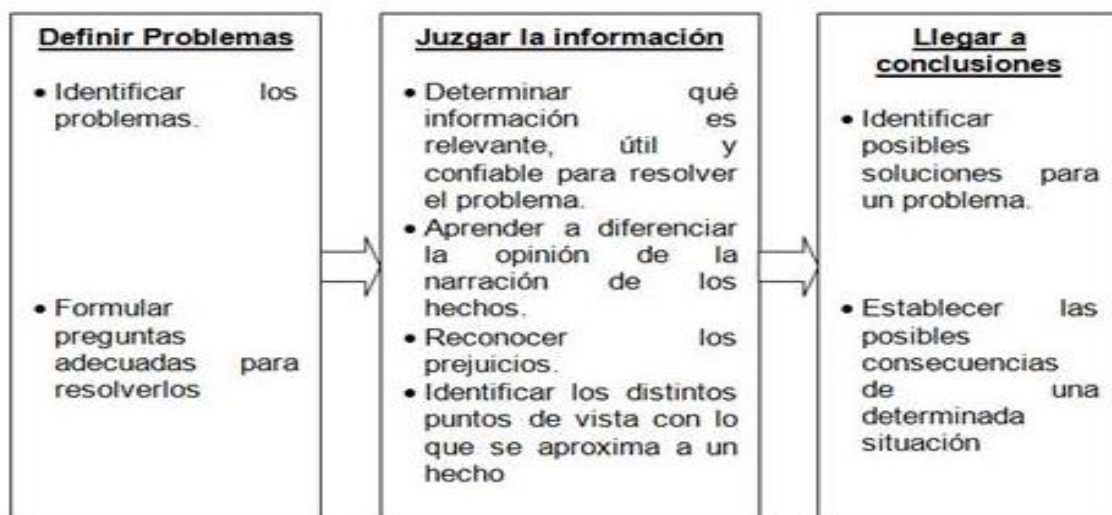 Definir Problemas
• Identificar los
problemas.
• Formular
preguntas
adecuadas para
resolverlos
Juzgar la información
• Determinar qué
información es
relevante, útil y
confiable para resolver
el problema.
• Aprender a diferenciar
la opinión de la
narración de los
hechos.
• Reconocer los
prejuicios.
• Identificar los distintos
puntos de vista con lo
que se aproxima a un
hecho
Llegar a
conclusiones
• Identificar
posibles
soluciones para
un problema.
• Establecer las
posibles
consecuencias
de una
determinada
situación